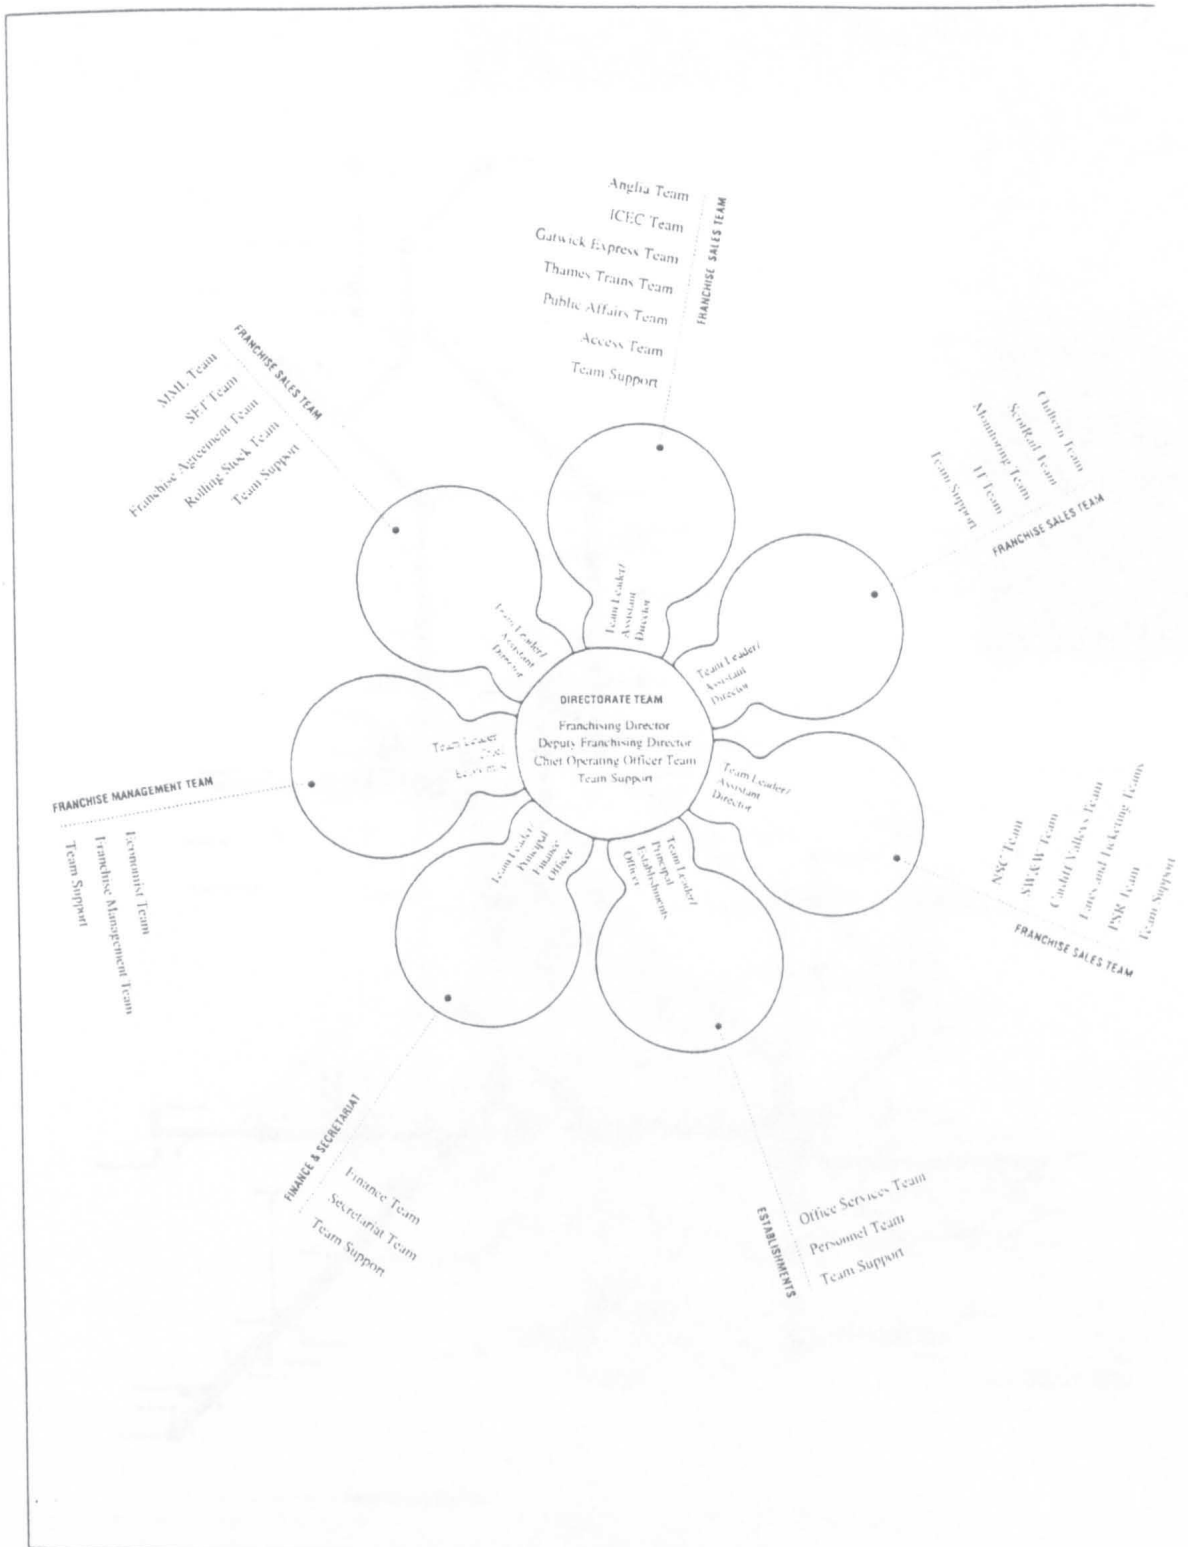 Anglia Team
ICEC Team
Gatwick Express Team
Thames Trains Team
Public Affairs Team
Access Team
Team Support
FRANCHISE SALES TEAM
Team Leader/
Assistant
Director
Chiltern Team
ScotRail Team
Monitoring Team
IT Team
Team Support
FRANCHISE SALES TEAM
Team Leader/
Assistant
Director
NSC Team
SW&W Team
Cardiff Valleys Team
Fares and Ticketing Teams
PSR Team
Team Support
FRANCHISE SALES TEAM
Team Leader/
Assistant
Director
Office Services Team
Personnel Team
Team Support
ESTABLISHMENTS
Team Leader/
Principal
Establishments
Officer
Finance Team
Secretariat Team
Team Support
FINANCE & SECRETARIAT
Team Leader/
Principal
Finance
Officer
Economist Team
Franchise Management Team
Team Support
FRANCHISE MANAGEMENT TEAM
Team Leader
Chief
Economist
MML Team
SET Team
Franchise Agreement Team
Rolling Stock Team
Team Support
FRANCHISE SALES TEAM
Team Leader/
Assistant
Director
DIRECTORATE TEAM
Franchising Director
Deputy Franchising Director
Chief Operating Officer Team
Team Support